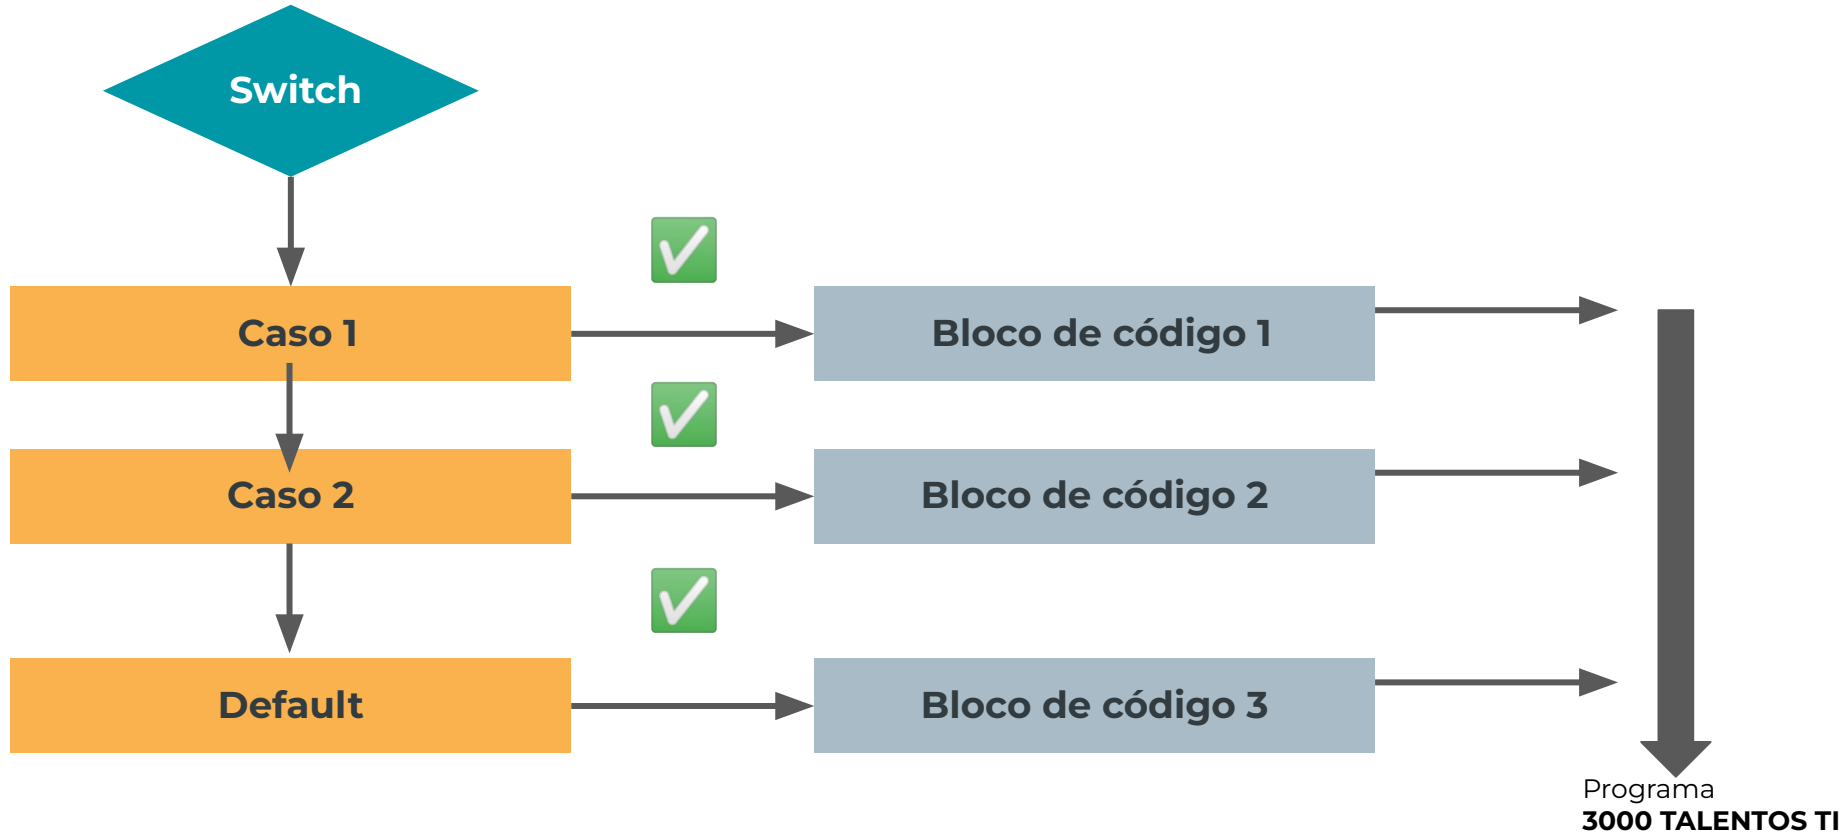 Switch
Caso 1
Bloco de código 1
Caso 2
Bloco de código 2
Default
Bloco de código 3
Programa
3000 TALENTOS TI